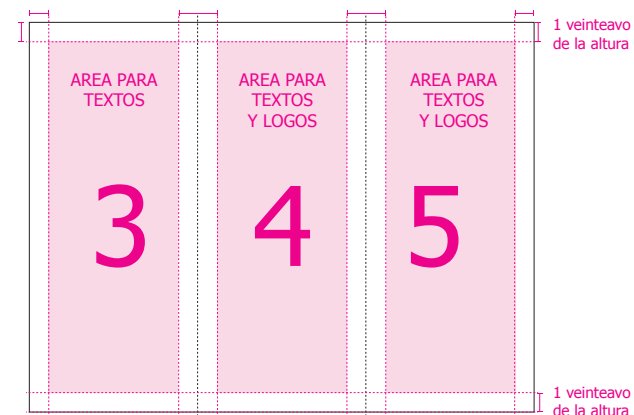 1 veinteavo
de la altura
AREA PARA
TEXTOS
3
AREA PARA
TEXTOS
Y LOGOS
4
AREA PARA
TEXTOS
Y LOGOS
5
1 veinteavo
de la altura